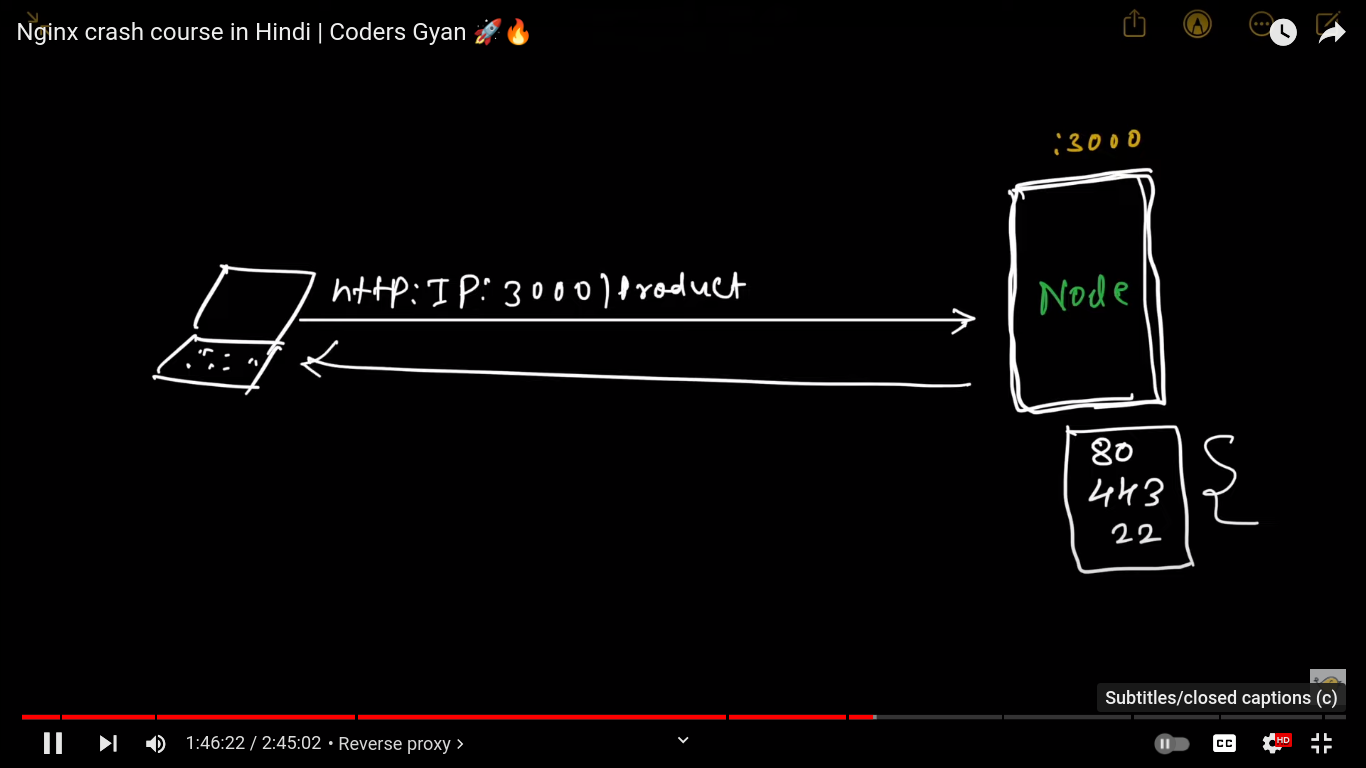 Nginx crash course in Hindi | Coders Gyan 🚀🔥
:3000
http:IP:3000/Product
Node
80
443
22
Subtitles/closed captions (c)
1:46:22 / 2:45:02 • Reverse proxy >
CC
HD